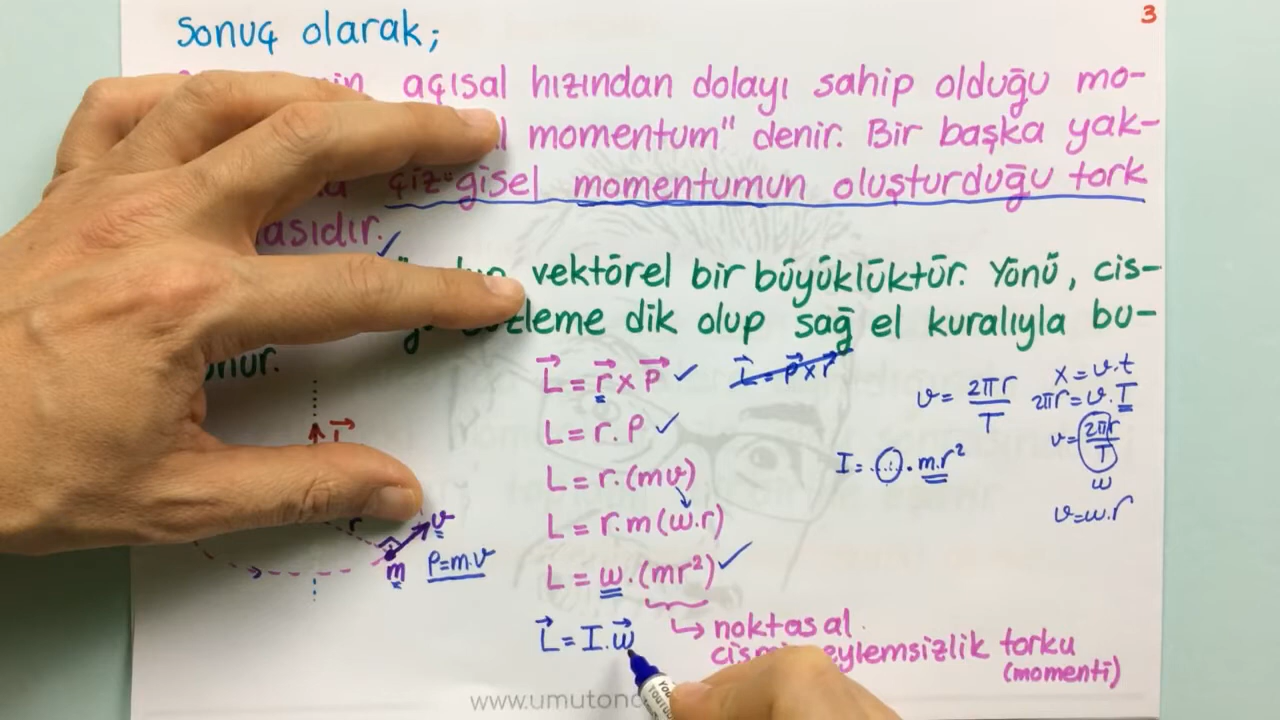 3
Sonuç olarak;
açısal hızından dolayı sahip olduğu mo-
momentum" denir. Bir başka yak-
çizgisel momentumun oluşturduğu tork
vektörel bir büyüklüktür. Yönü, cis-
dik olup sağ el kuralıyla bu-
L = r x P ✓ L = P x r
L = r . P ✓
L = r.(mv)
L = r.m(w.r)
L = w.(mr²) ✓
L = I.w
v = 2πr / T
x = v.t
2πr = v.T
v = 2πr / T
w
v = w.r
I = (...).m.r²
r
v
m
P = m.v
noktasal
eylemsizlik torku
(momenti)